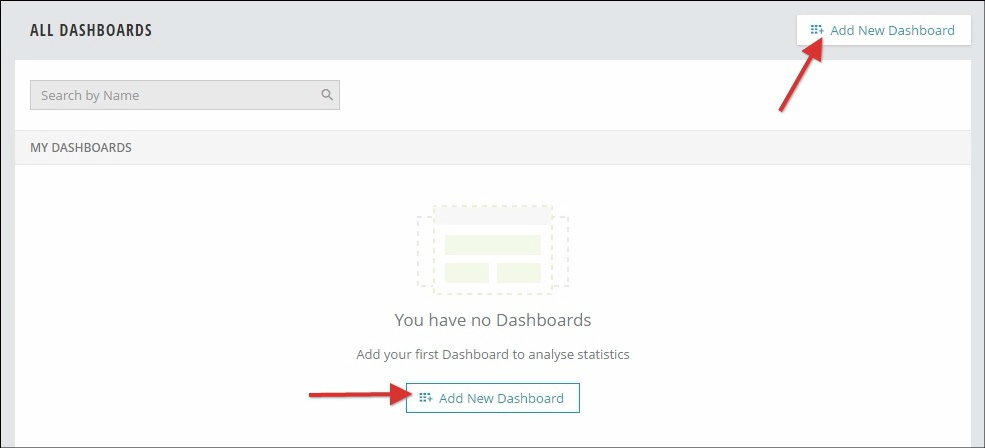 ALL DASHBOARDS
Add New Dashboard
Search by Name
MY DASHBOARDS
You have no Dashboards
Add your first Dashboard to analyse statistics
Add New Dashboard